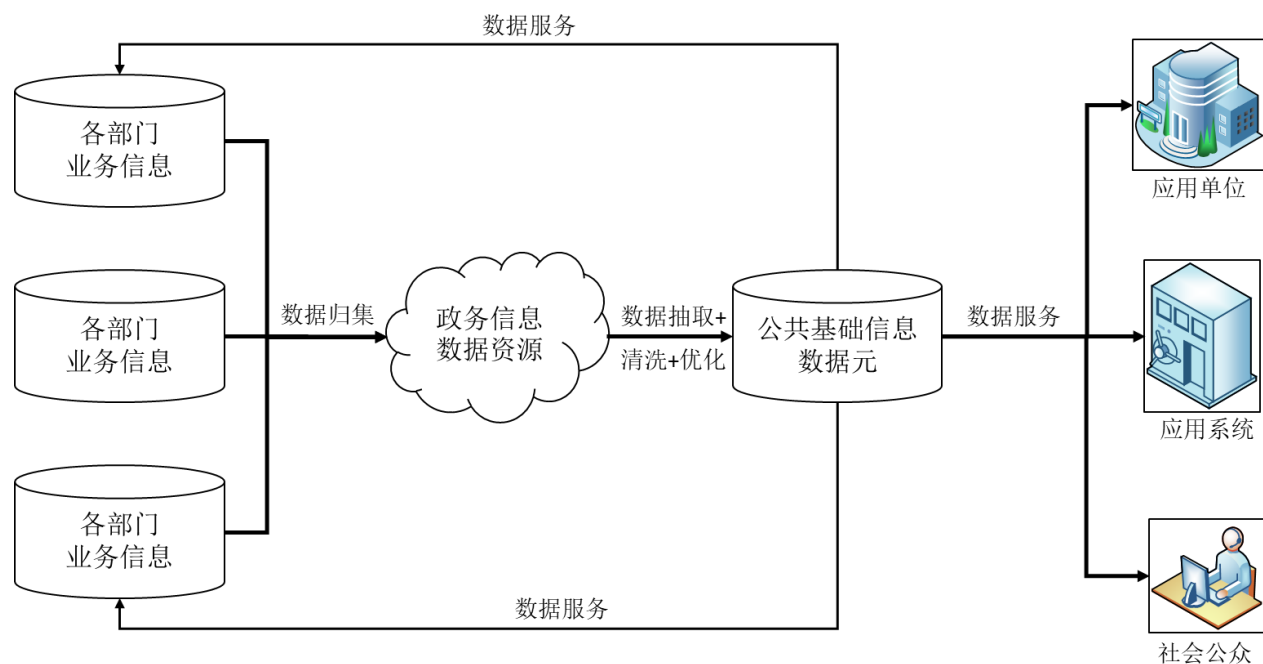 数据服务
各部门
业务信息
应用单位
各部门
业务信息
数据归集
政务信息
数据资源
数据抽取+
清洗+优化
公共基础信息
数据元
数据服务
应用系统
各部门
业务信息
数据服务
社会公众